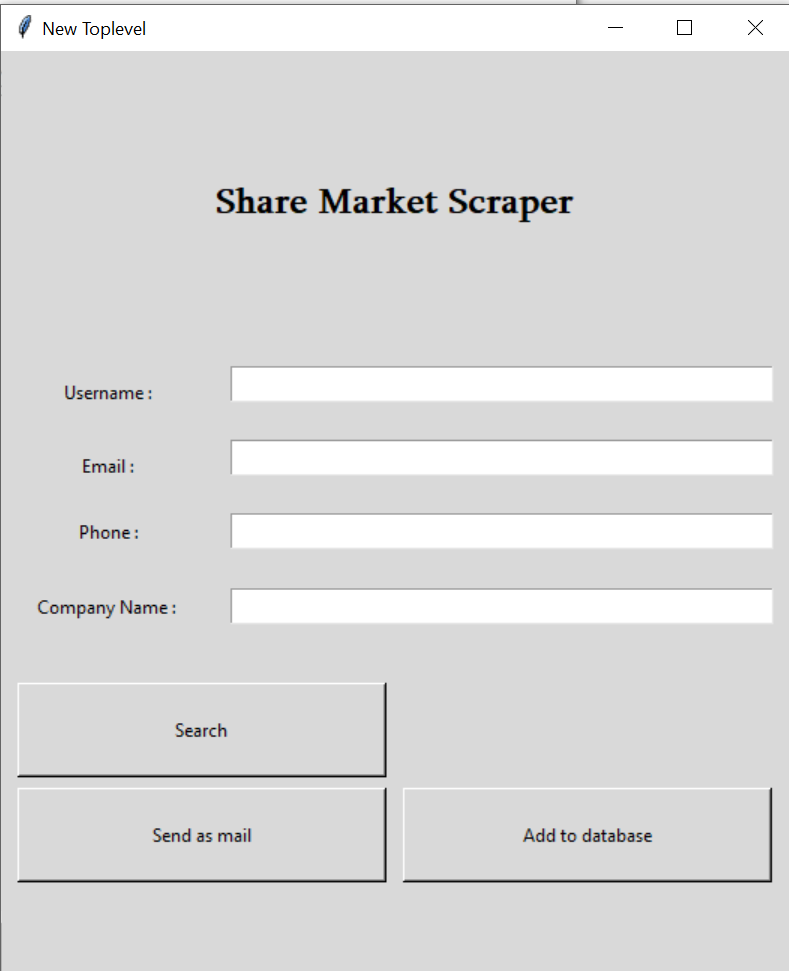 New Toplevel
Share Market Scraper
Username :
Email :
Phone :
Company Name :
Search
Send as mail
Add to database